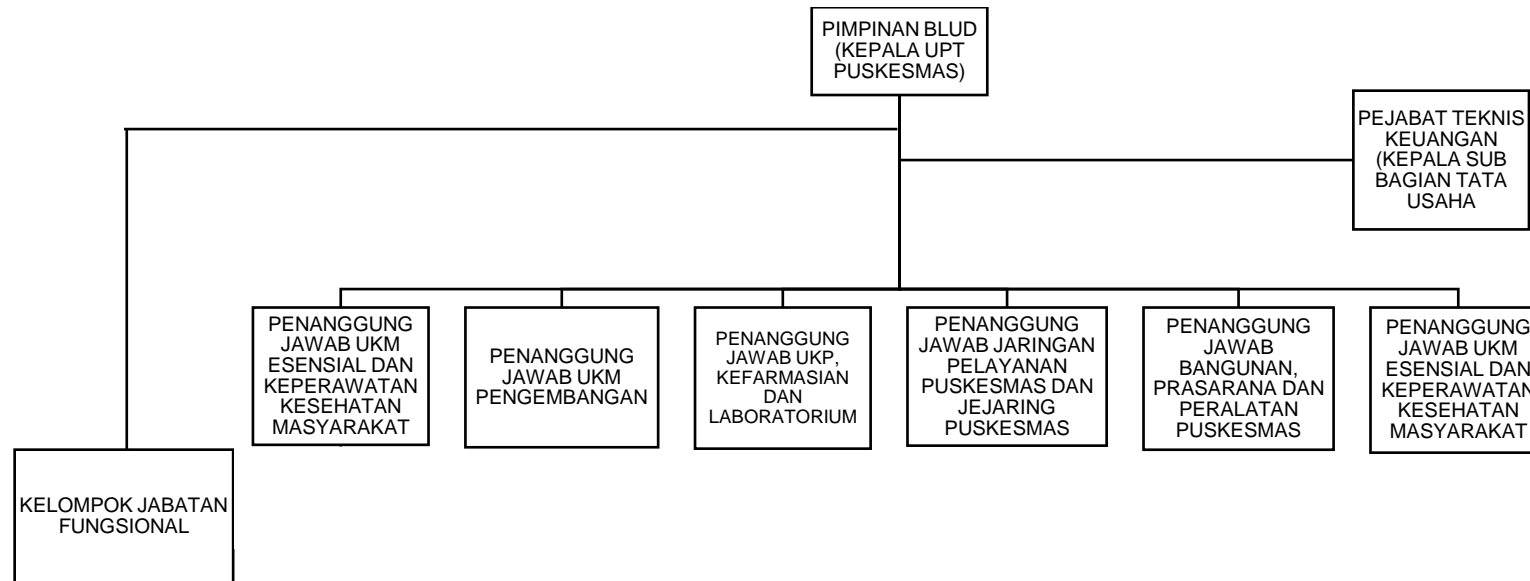 PIMPINAN BLUD
(KEPALA UPT
PUSKESMAS)
PEJABAT TEKNIS
KEUANGAN
(KEPALA SUB
BAGIAN TATA
USAHA
PENANGGUNG
JAWAB UKM
ESENSIAL DAN
KEPERAWATAN
KESEHATAN
MASYARAKAT
PENANGGUNG
JAWAB UKM
PENGEMBANGAN
PENANGGUNG
JAWAB UKP,
KEFARMASIAN
DAN
LABORATORIUM
PENANGGUNG
JAWAB JARINGAN
PELAYANAN
PUSKESMAS DAN
JEJARING
PUSKESMAS
PENANGGUNG
JAWAB
BANGUNAN,
PRASARANA DAN
PERALATAN
PUSKESMAS
PENANGGUNG
JAWAB UKM
ESENSIAL DAN
KEPERAWATAN
KESEHATAN
MASYARAKAT
KELOMPOK JABATAN
FUNGSIONAL